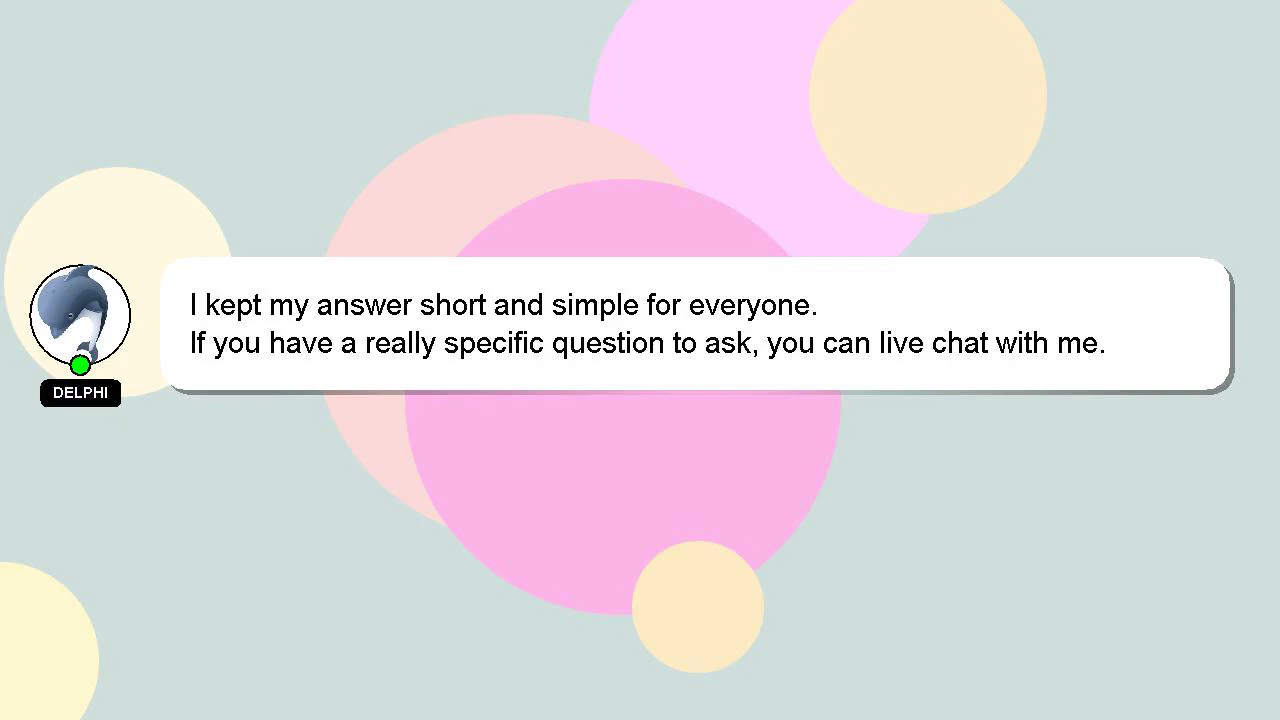 I kept my answer short and simple for everyone.
If you have a really specific question to ask, you can live chat with me.
DELPHI